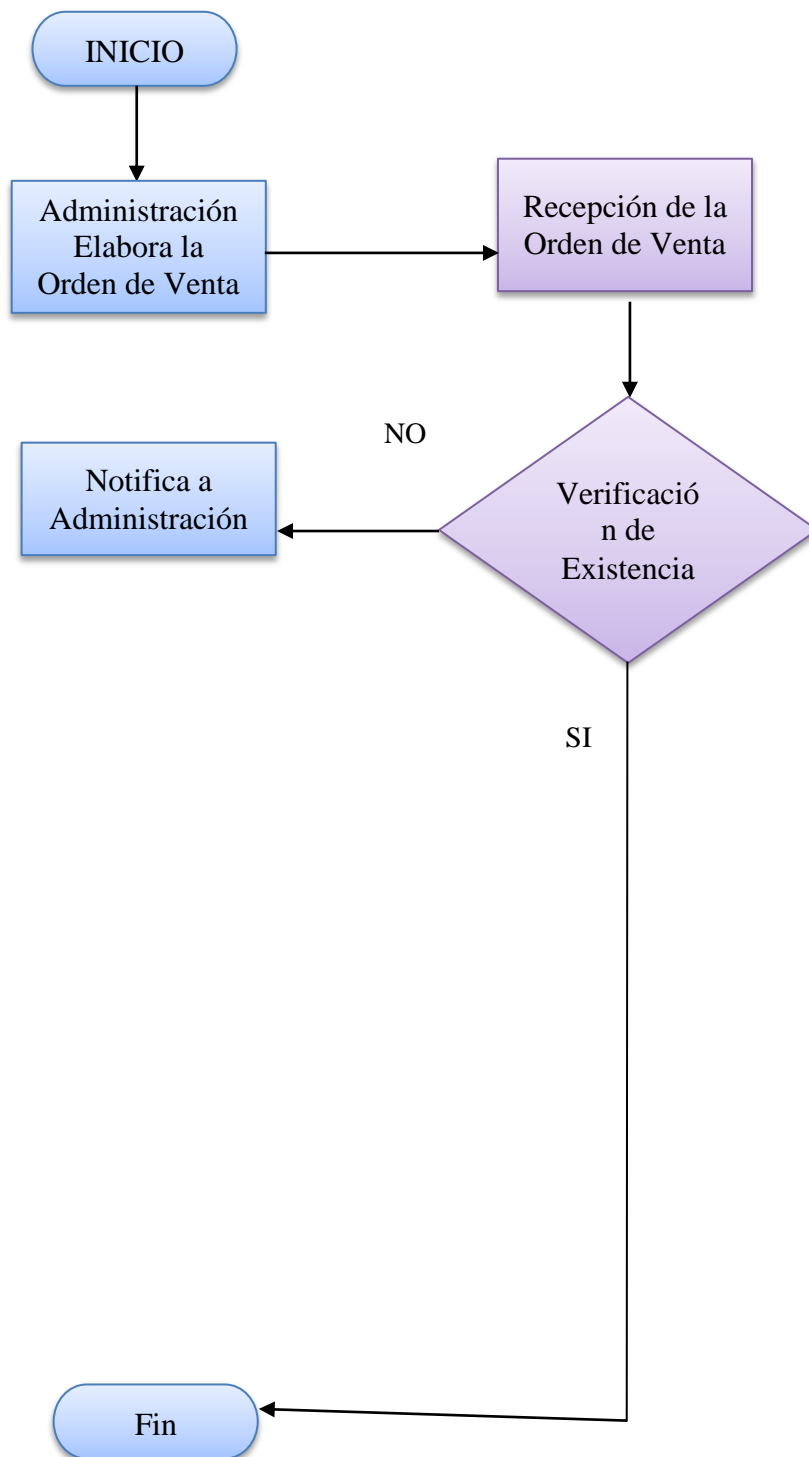 INICIO
Administración
Elabora la
Orden de Venta
Recepción de la
Orden de Venta
NO
Notifica a
Administración
Verificació
n de
Existencia
SI
Fin